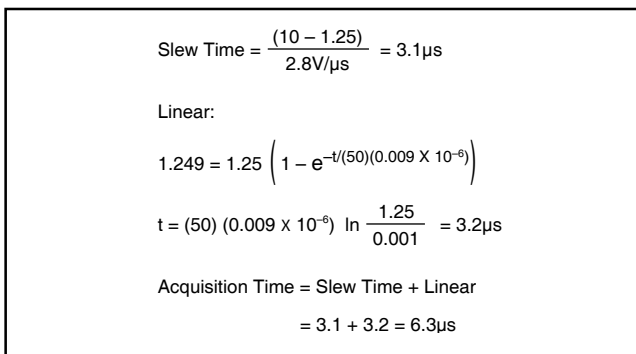 Slew Time = (10 – 1.25) / 2.8V/µs = 3.1µs
Linear:
1.249 = 1.25 (1 – e^–t/(50)(0.009 X 10^–6))
t = (50) (0.009 x 10^–6) ln 1.25 / 0.001 = 3.2µs
Acquisition Time = Slew Time + Linear
= 3.1 + 3.2 = 6.3µs